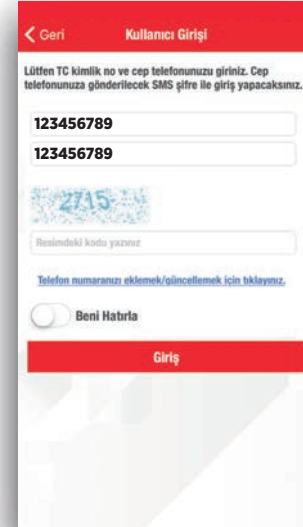 Geri
Kullanıcı Girişi
Lütfen TC kimlik no ve cep telefonunuzu giriniz. Cep
telefonunuza gönderilecek SMS şifre ile giriş yapacaksınız.
123456789
123456789
2715
Resimdeki kodu yazınız
Telefon numaranızı eklemek/güncellemek için tıklayınız.
Beni Hatırla
Giriş